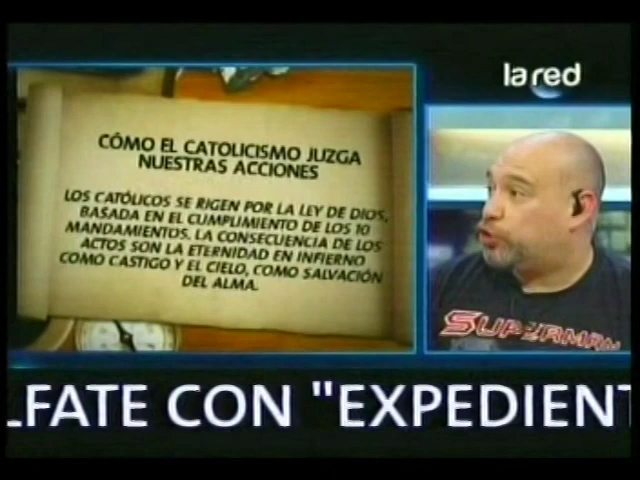 la red
CÓMO EL CATOLICISMO JUZGA
NUESTRAS ACCIONES
LOS CATÓLICOS SE RIGEN POR LA LEY DE DIOS,
BASADA EN EL CUMPLIMIENTO DE LOS 10
MANDAMIENTOS. LA CONSECUENCIA DE LOS
ACTOS SON LA ETERNIDAD EN INFIERNO
COMO CASTIGO Y EL CIELO, COMO SALVACIÓN
DEL ALMA.
SUPERMAN
LFATE CON "EXPEDIENT